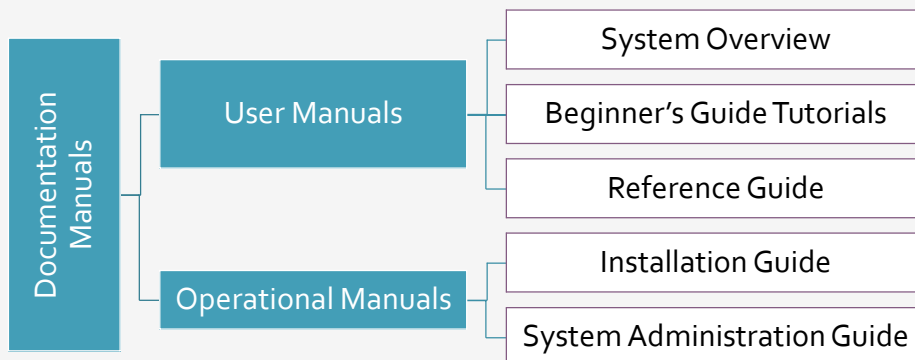 Documentation
Manuals
User Manuals
System Overview
Beginner’s Guide Tutorials
Reference Guide
Operational Manuals
Installation Guide
System Administration Guide